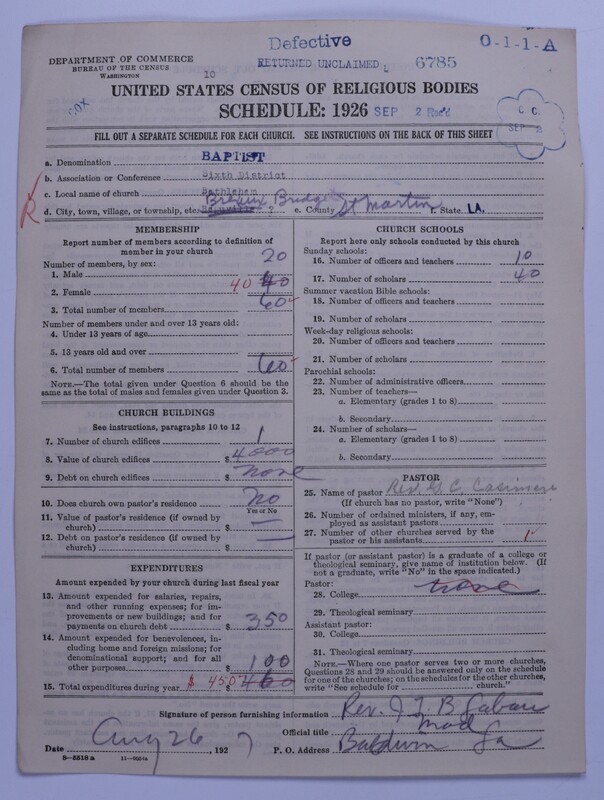 Defective
O-1-1-A
DEPARTMENT OF COMMERCE
BUREAU OF THE CENSUS
WASHINGTON
10
RETURNED UNCLAIMED
6785
UNITED STATES CENSUS OF RELIGIOUS BODIES
SCHEDULE: 1926
SEP 2 Rec'd
C. C.
SEP
FILL OUT A SEPARATE SCHEDULE FOR EACH CHURCH. SEE INSTRUCTIONS ON THE BACK OF THIS SHEET
a. Denomination BAPTIST
b. Association or Conference Sixth District
c. Local name of church Bethlehem
Breaux Bridge
d. City, town, village, or township, etc. ? e. County St Martin f. State LA.
MEMBERSHIP
Report number of members according to definition of
member in your church
Number of members, by sex:
1. Male 20
2. Female 40 40
3. Total number of members 60
Number of members under and over 13 years old:
4. Under 13 years of age
5. 13 years old and over
6. Total number of members 60
NOTE.—The total given under Question 6 should be
same as the total of males and females given under Question 3.
CHURCH BUILDINGS
See instructions, paragraphs 10 to 12
7. Number of church edifices 1
8. Value of church edifices $ 4000
9. Debt on church edifices $ none
10. Does church own pastor's residence No
Yes or No
11. Value of pastor's residence (if owned by
church) $ —
12. Debt on pastor's residence (if owned by
church) $ —
EXPENDITURES
Amount expended by your church during last fiscal year
13. Amount expended for salaries, repairs,
and other running expenses; for im-
provements or new buildings; and for
payments on church debt $ 350
14. Amount expended for benevolences, in-
cluding home and foreign missions; for
denominational support; and for all
other purposes $ 100
15. Total expenditures during year $ 450
CHURCH SCHOOLS
Report here only schools conducted by this church
Sunday schools:
16. Number of officers and teachers 10
17. Number of scholars 40
Summer vacation Bible schools:
18. Number of officers and teachers
19. Number of scholars
Week-day religious schools:
20. Number of officers and teachers
21. Number of scholars
Parochial schools:
22. Number of administrative officers
23. Number of teachers—
a. Elementary (grades 1 to 8)
b. Secondary
24. Number of scholars—
a. Elementary (grades 1 to 8)
b. Secondary
PASTOR
25. Name of pastor Rev. G. C.
(If church has no pastor, write "None")
26. Number of ordained ministers, if any, em-
ployed as assistant pastors
27. Number of other churches served by the
pastor or his assistants 1
If pastor (or assistant pastor) is a graduate of a college or
theological seminary, give name of institution below. (If
not a graduate, write "No" in the space indicated.)
Pastor:
28. College none
29. Theological seminary
Assistant pastor:
30. College
31. Theological seminary
NOTE.—Where one pastor serves two or more churches,
Questions 28 and 29 should be answered only on the schedule
for one of the churches; on the schedules for the other churches,
write "See schedule for church."
Signature of person furnishing information Rev. J. T. B.
Official title Mod
Date Aug 26, 1927 P. O. Address Baldwin La
8—5518 a